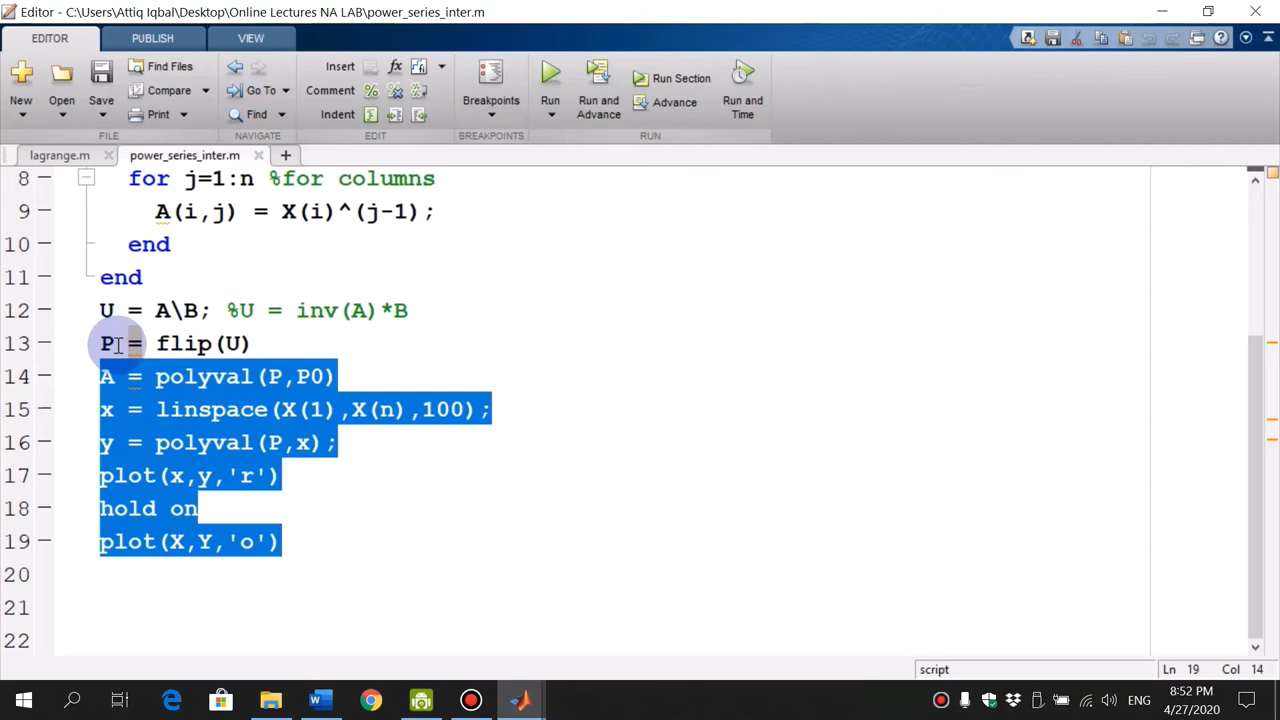 Editor - C:\Users\Attiq Iqbal\Desktop\Online Lectures NA LAB\power_series_inter.m
EDITOR PUBLISH VIEW
New Open Save Find Files Compare Print
Go To Find
Insert fx
Comment
Indent
Breakpoints
Run Run and Advance Run Section Advance Run and Time
FILE NAVIGATE EDIT BREAKPOINTS RUN
lagrange.m power_series_inter.m
8 for j=1:n %for columns
9 A(i,j) = X(i)^(j-1);
10 end
11 end
12 U = A\B; %U = inv(A)*B
13 P = flip(U)
14 A = polyval(P,P0)
15 x = linspace(X(1),X(n),100);
16 y = polyval(P,x);
17 plot(x,y,'r')
18 hold on
19 plot(X,Y,'o')
20
21
22
script Ln 19 Col 14
ENG 8:52 PM
4/27/2020